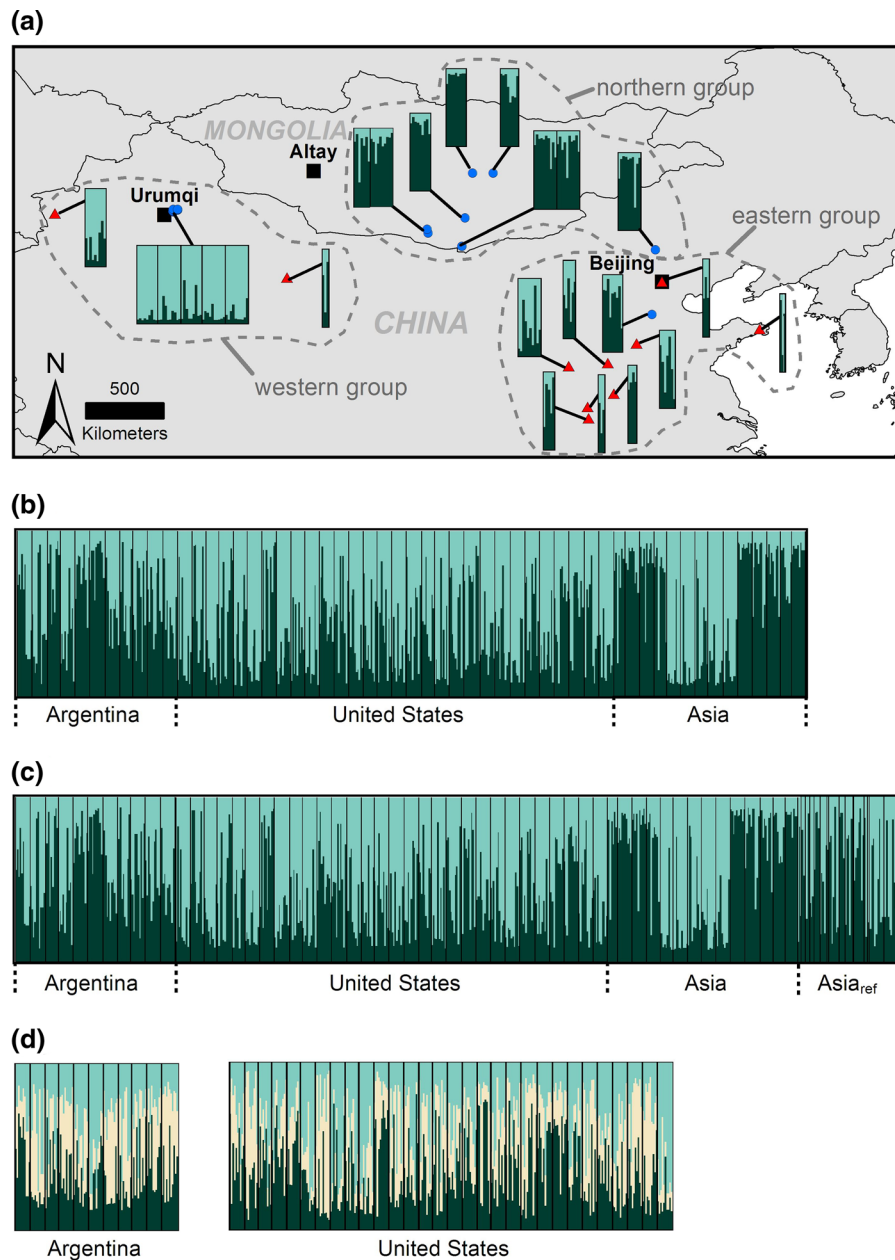 (a)
northern group
MONGOLIA
Altay
Urumqi
eastern group
Beijing
CHINA
N
western group
500
Kilometers
(b)
Argentina
United States
Asia
(c)
Argentina
United States
Asia
Asiaref
(d)
Argentina
United States